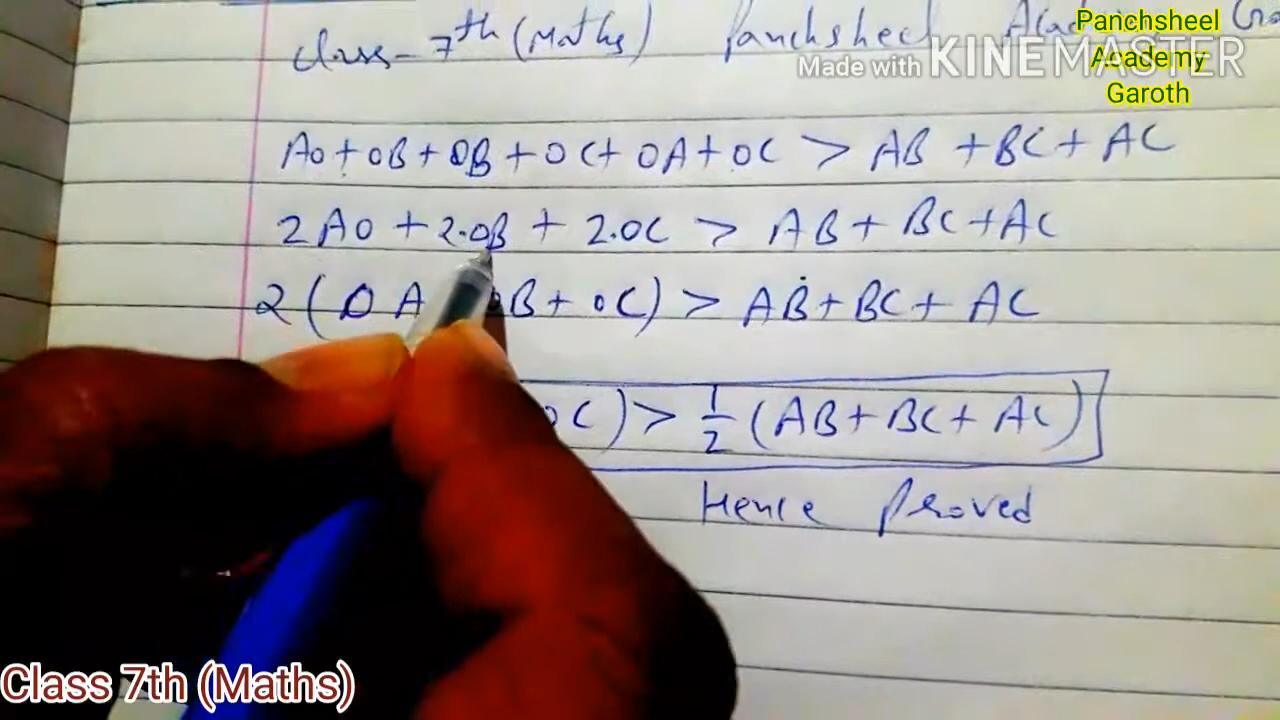 Class - 7th (Maths) Panchsheel
Panchsheel
Academy
Garoth
Made with KINEMASTER
AO + OB + OB + OC + OA + OC > AB + BC + AC
2 AO + 2.OB + 2.OC > AB + BC + AC
2 ( OA OB + OC) > AB + BC + AC
OC) > 1/2 (AB + BC + AC)
Hence Proved
Class 7th (Maths)